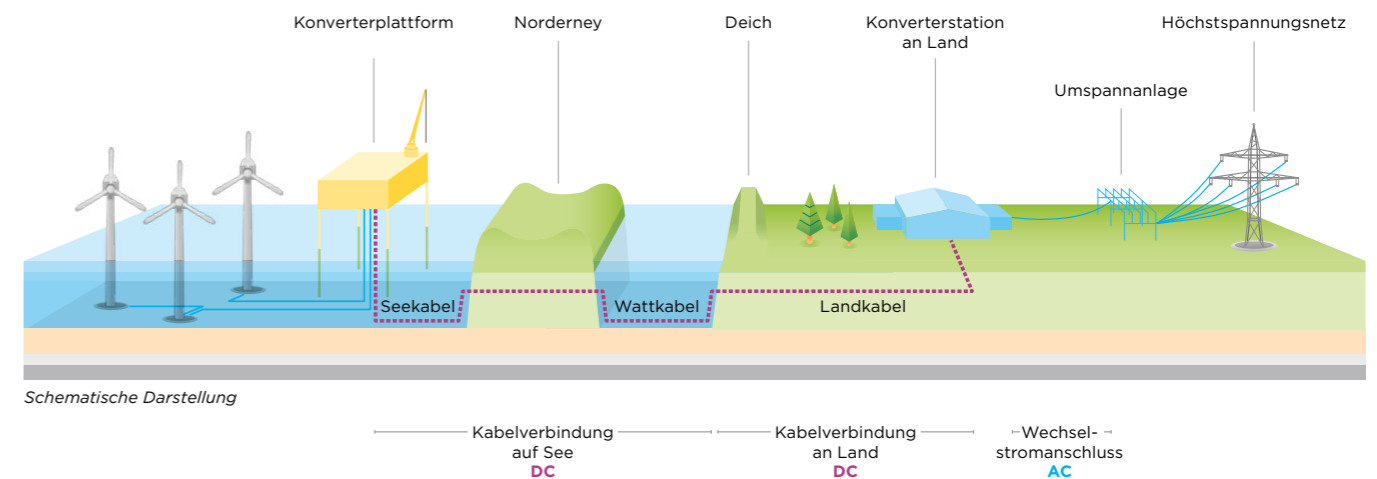 Konverterplattform
Norderney
Deich
Konverterstation
an Land
Höchstspannungsnetz
Umspannanlage
Seekabel
Wattkabel
Landkabel
Schematische Darstellung
Kabelverbindung
auf See
DC
Kabelverbindung
an Land
DC
Wechsel-
stromanschluss
AC